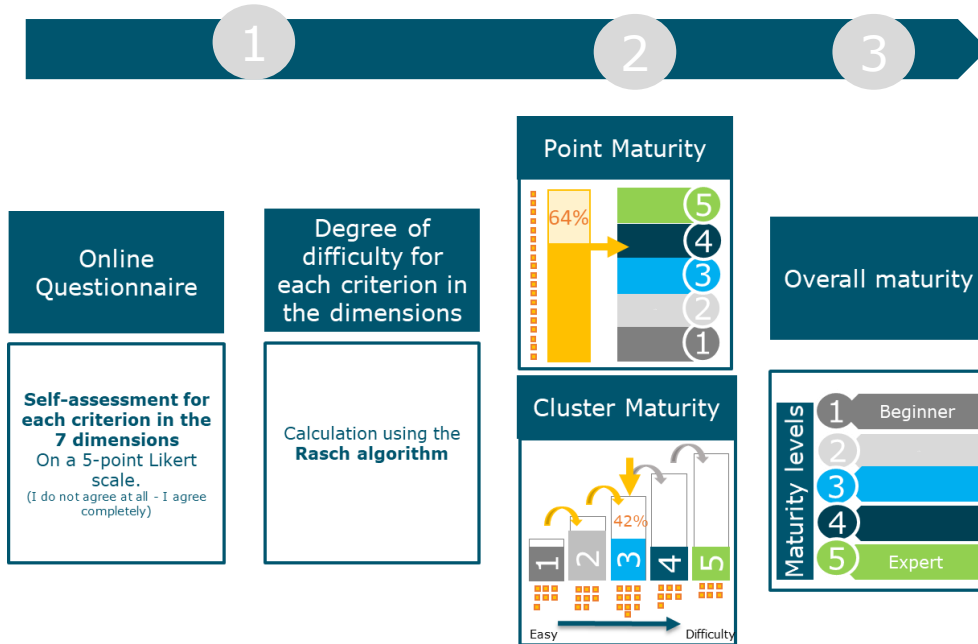 1
2
3
Online
Questionnaire
Self-assessment for
each criterion in the
7 dimensions
On a 5-point Likert
scale.
(I do not agree at all - I agree
completely)
Degree of
difficulty for
each criterion in
the dimensions
Calculation using the
Rasch algorithm
Point Maturity
64%
5
4
3
2
1
Cluster Maturity
42%
1
2
3
4
5
Easy
Difficulty
Overall maturity
Maturity levels
1 Beginner
2
3
4
5 Expert